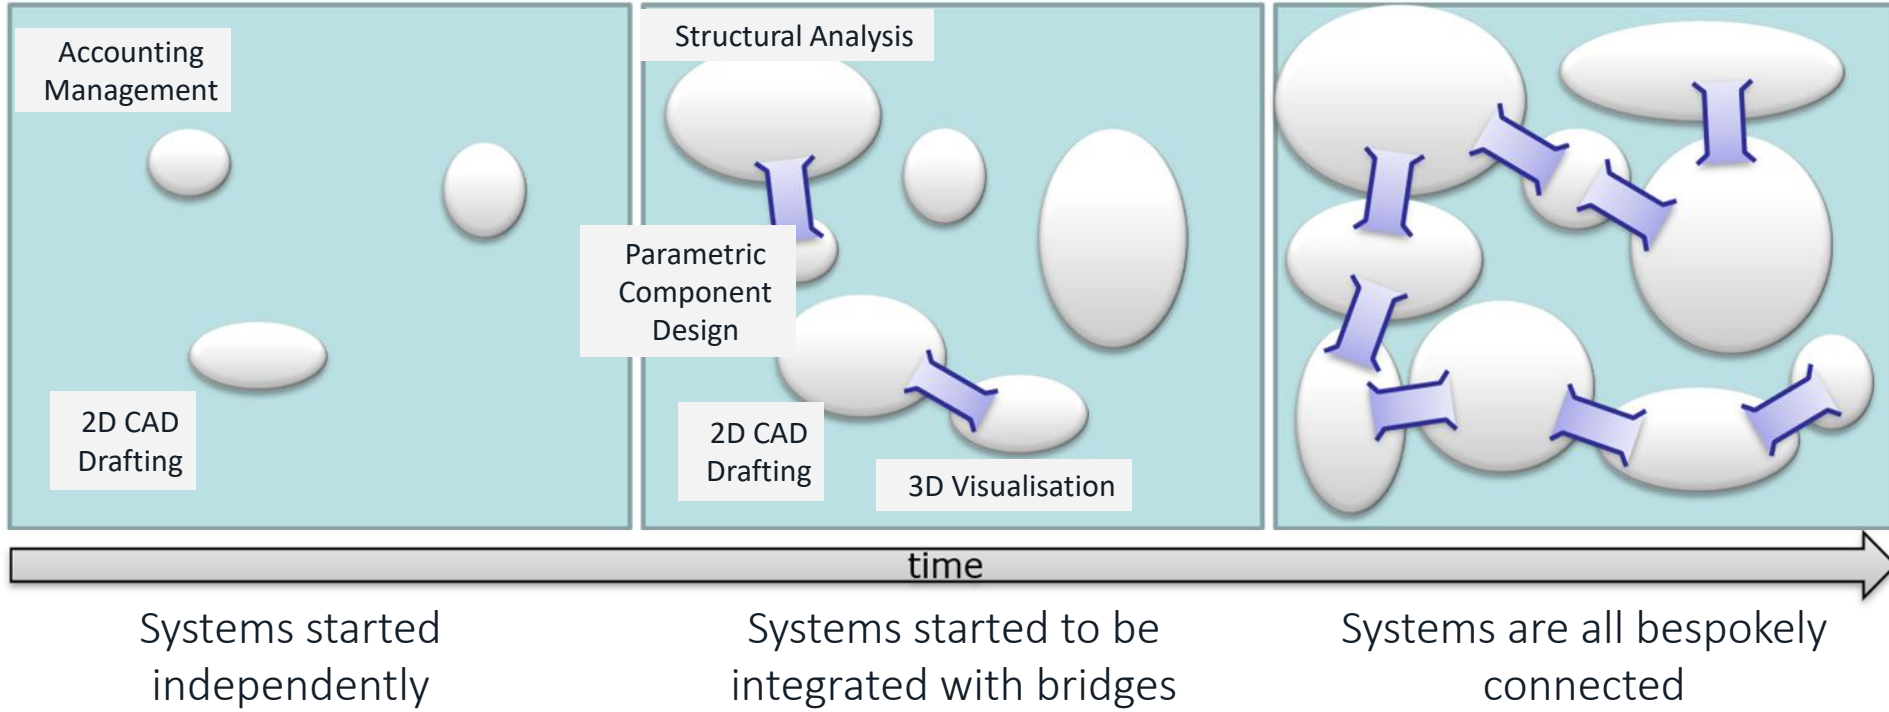 Accounting
Management
2D CAD
Drafting
Structural Analysis
Parametric
Component
Design
2D CAD
Drafting
3D Visualisation
time
Systems started
independently
Systems started to be
integrated with bridges
Systems are all bespokely
connected